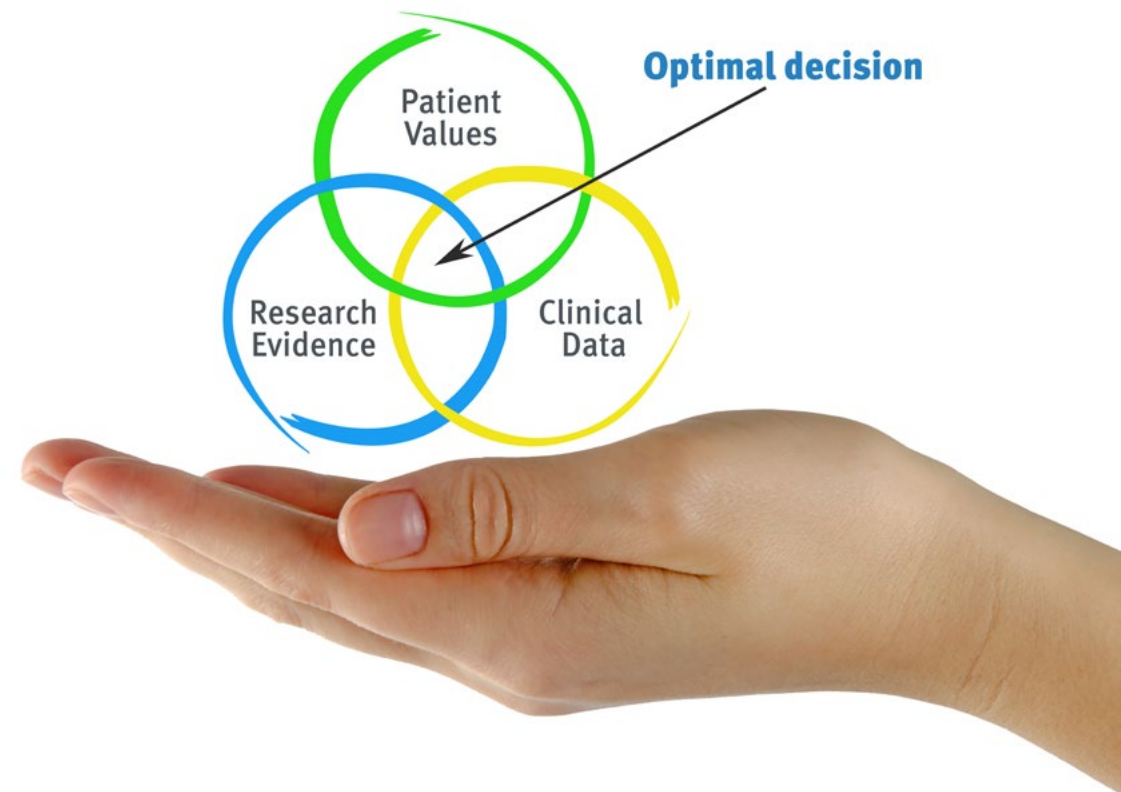 Optimal decision
Patient
Values
Research
Evidence
Clinical
Data